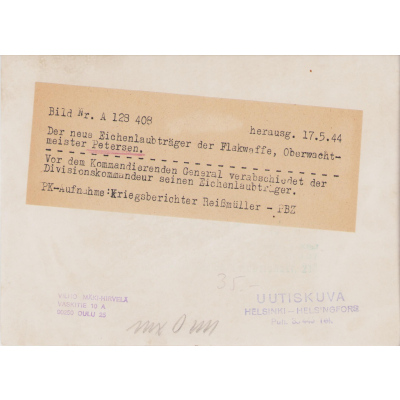 Bild Nr. A 128 408
herausg. 17.5.44
Der neue Eichenlaubträger der Flakwaffe, Oberwacht-
meister Petersen.
Vor dem Kommandierenden General verabschiedet der
Divisionskommandeur seinen Eichenlaubträger.
PK-Aufnahme: Kriegsberichter Reißmüller - PBZ
35.-
UUTISKUVA
HELSINKI - HELSINGFORS